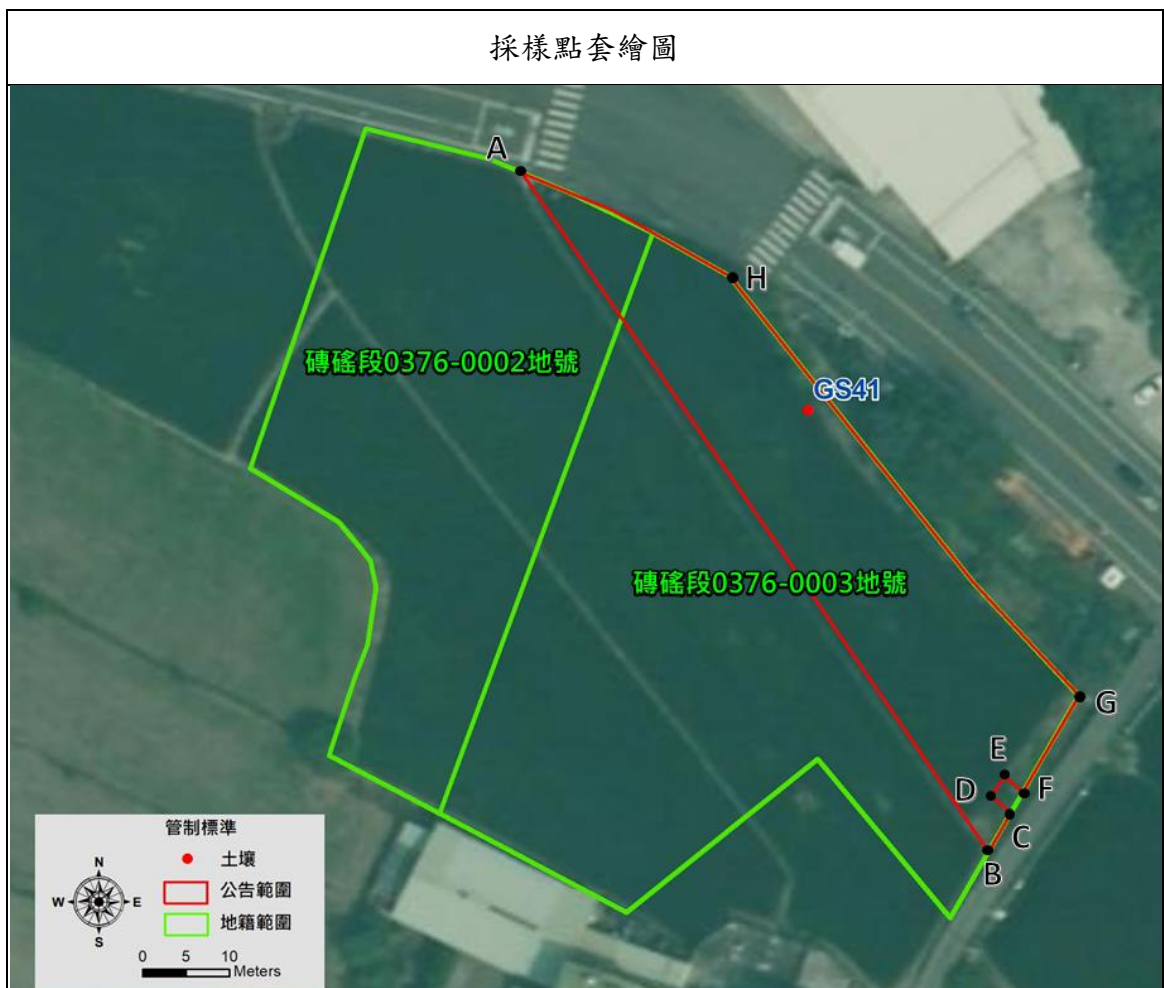 採樣點套繪圖
A
H
GS41
磚磘段0376-0002地號
磚磘段0376-0003地號
G
E
D
F
C
B
管制標準
土壤
公告範圍
地籍範圍
N
W
E
S
0 5 10
Meters